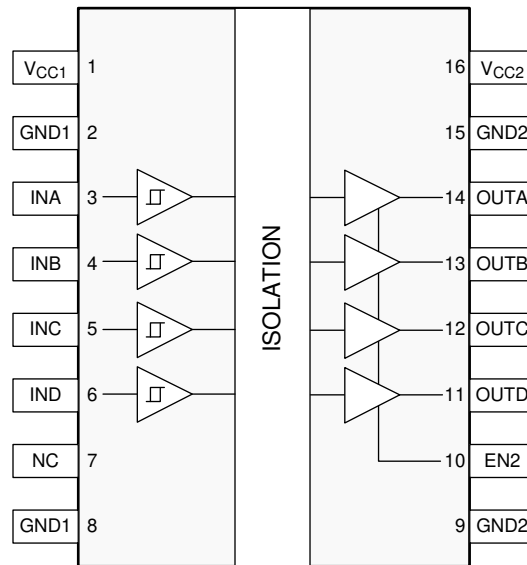 VCC1 1 16 VCC2
GND1 2 15 GND2
INA 3 14 OUTA
INB 4 13 OUTB
INC 5 12 OUTC
IND 6 11 OUTD
NC 7 10 EN2
GND1 8 9 GND2
ISOLATION